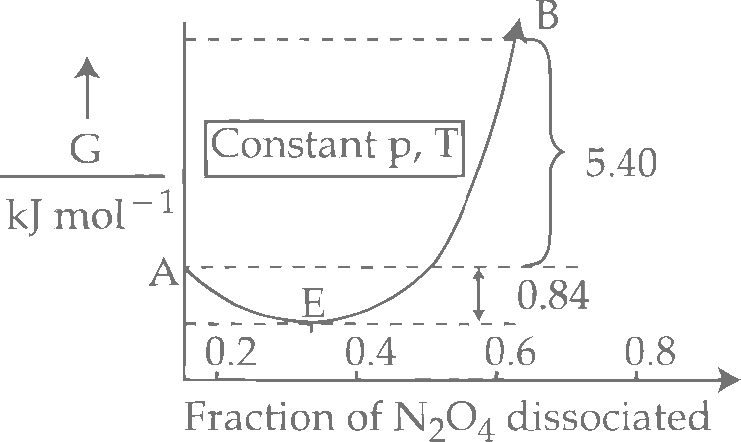 B
G
kJ mol⁻¹
Constant p, T
5.40
A
E
0.84
0.2 0.4 0.6 0.8
Fraction of N₂O₄ dissociated